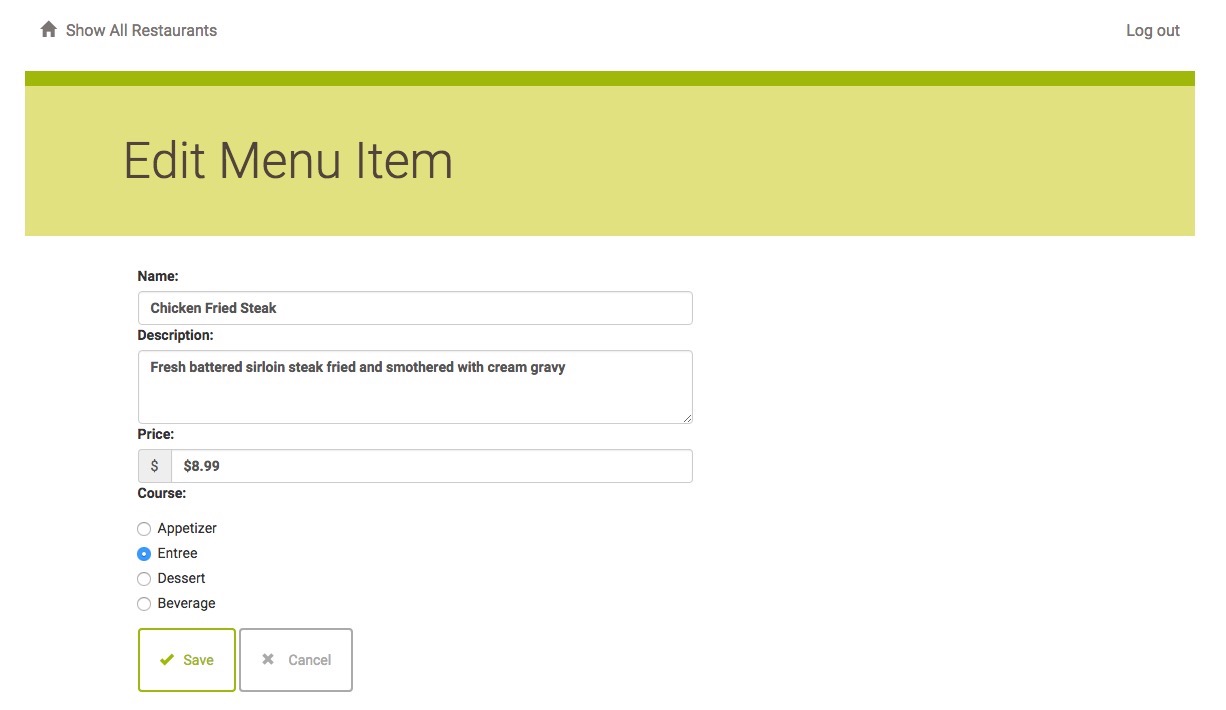 Show All Restaurants
Log out
Edit Menu Item
Name:
Chicken Fried Steak
Description:
Fresh battered sirloin steak fried and smothered with cream gravy
Price:
$ $8.99
Course:
Appetizer
Entree
Dessert
Beverage
Save Cancel